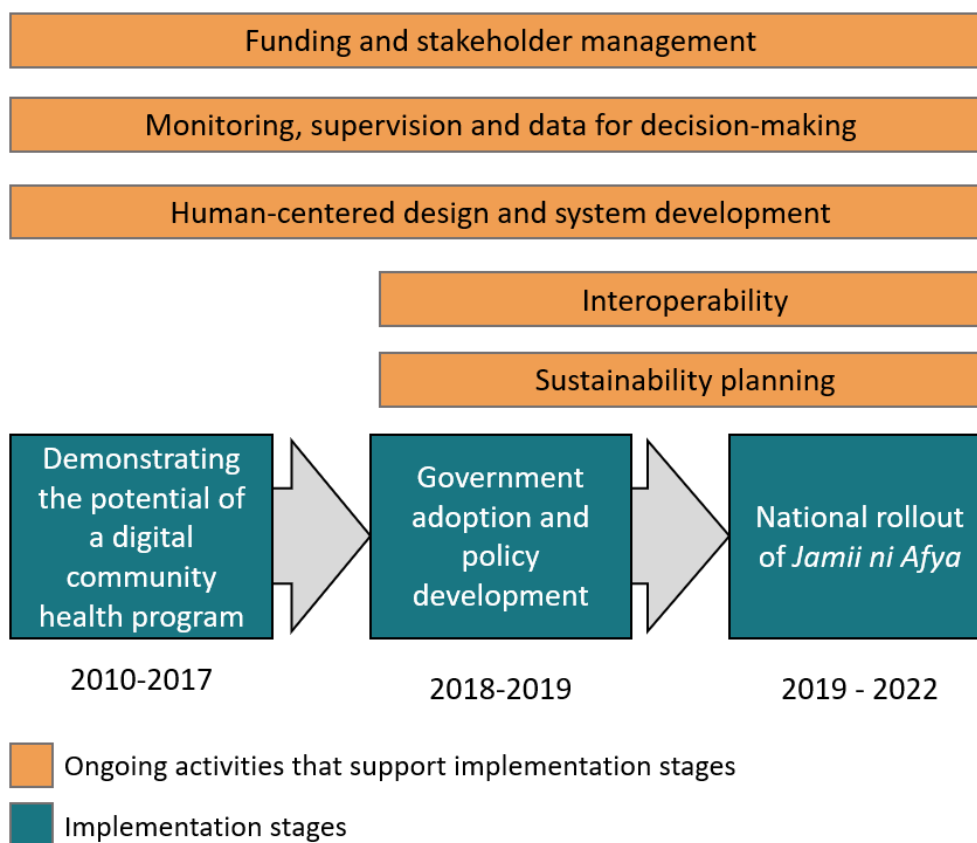 Funding and stakeholder management
Monitoring, supervision and data for decision-making
Human-centered design and system development
Interoperability
Sustainability planning
Demonstrating
the potential of
a digital
community
health program
Government
adoption and
policy
development
National rollout
of Jamii ni Afya
2010-2017
2018-2019
2019 - 2022
Ongoing activities that support implementation stages
Implementation stages